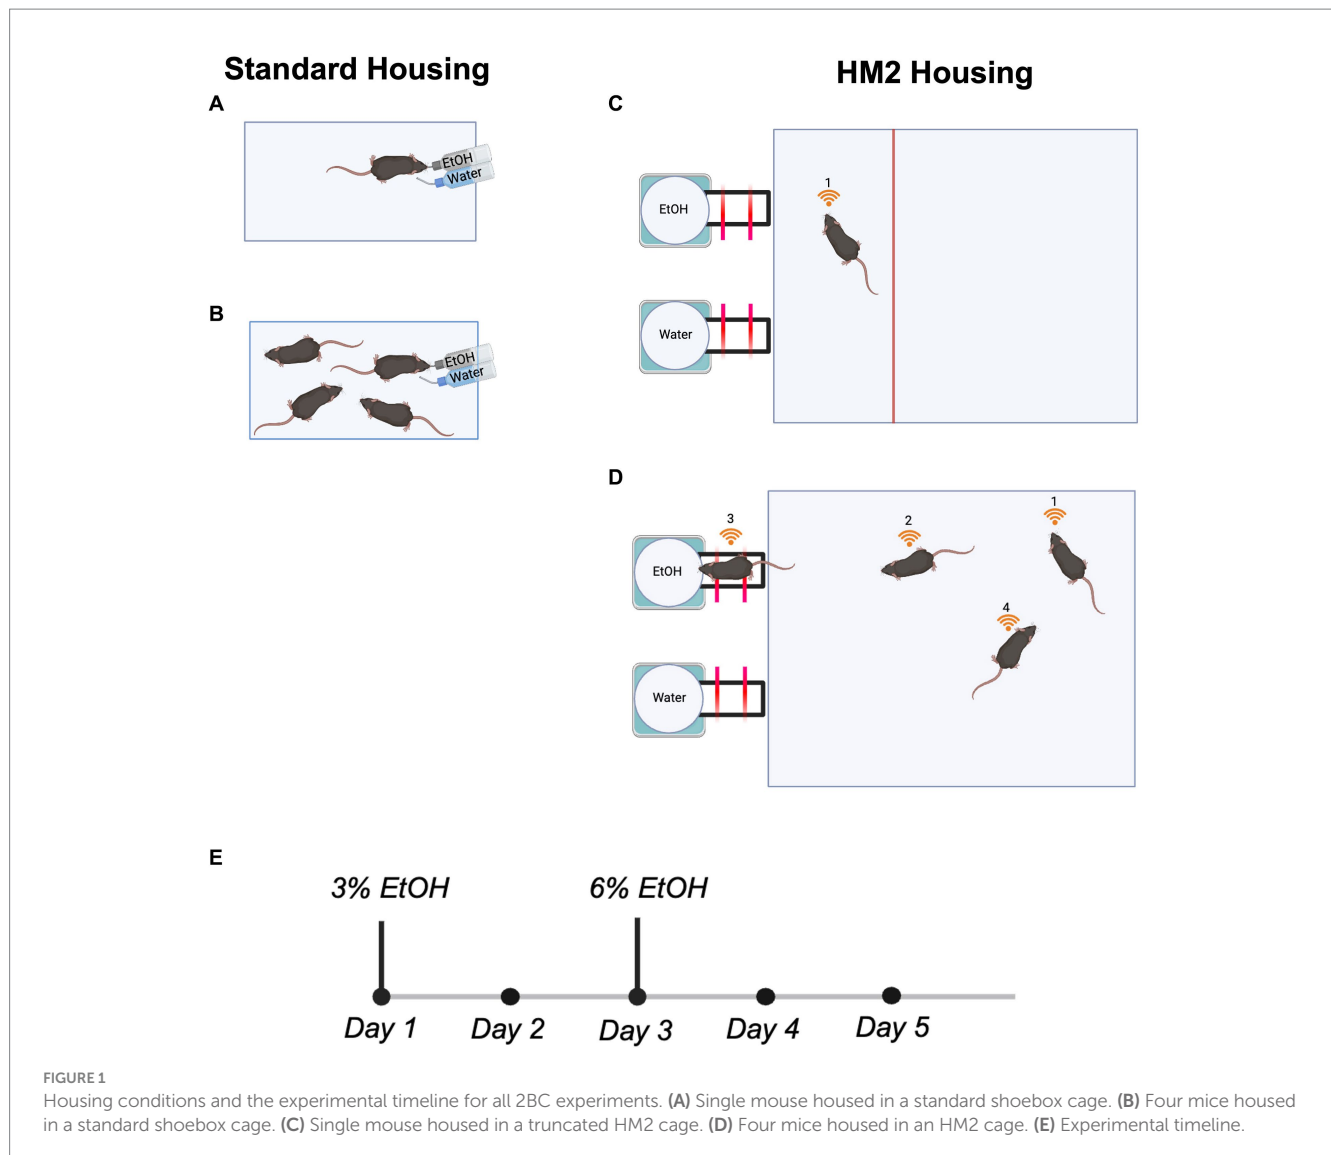 Standard Housing
A
EtOH
Water
B
EtOH
Water
HM2 Housing
C
1
EtOH
Water
D
3
2
1
EtOH
4
Water
E
3% EtOH
6% EtOH
Day 1
Day 2
Day 3
Day 4
Day 5
FIGURE 1
Housing conditions and the experimental timeline for all 2BC experiments. (A) Single mouse housed in a standard shoebox cage. (B) Four mice housed
in a standard shoebox cage. (C) Single mouse housed in a truncated HM2 cage. (D) Four mice housed in an HM2 cage. (E) Experimental timeline.